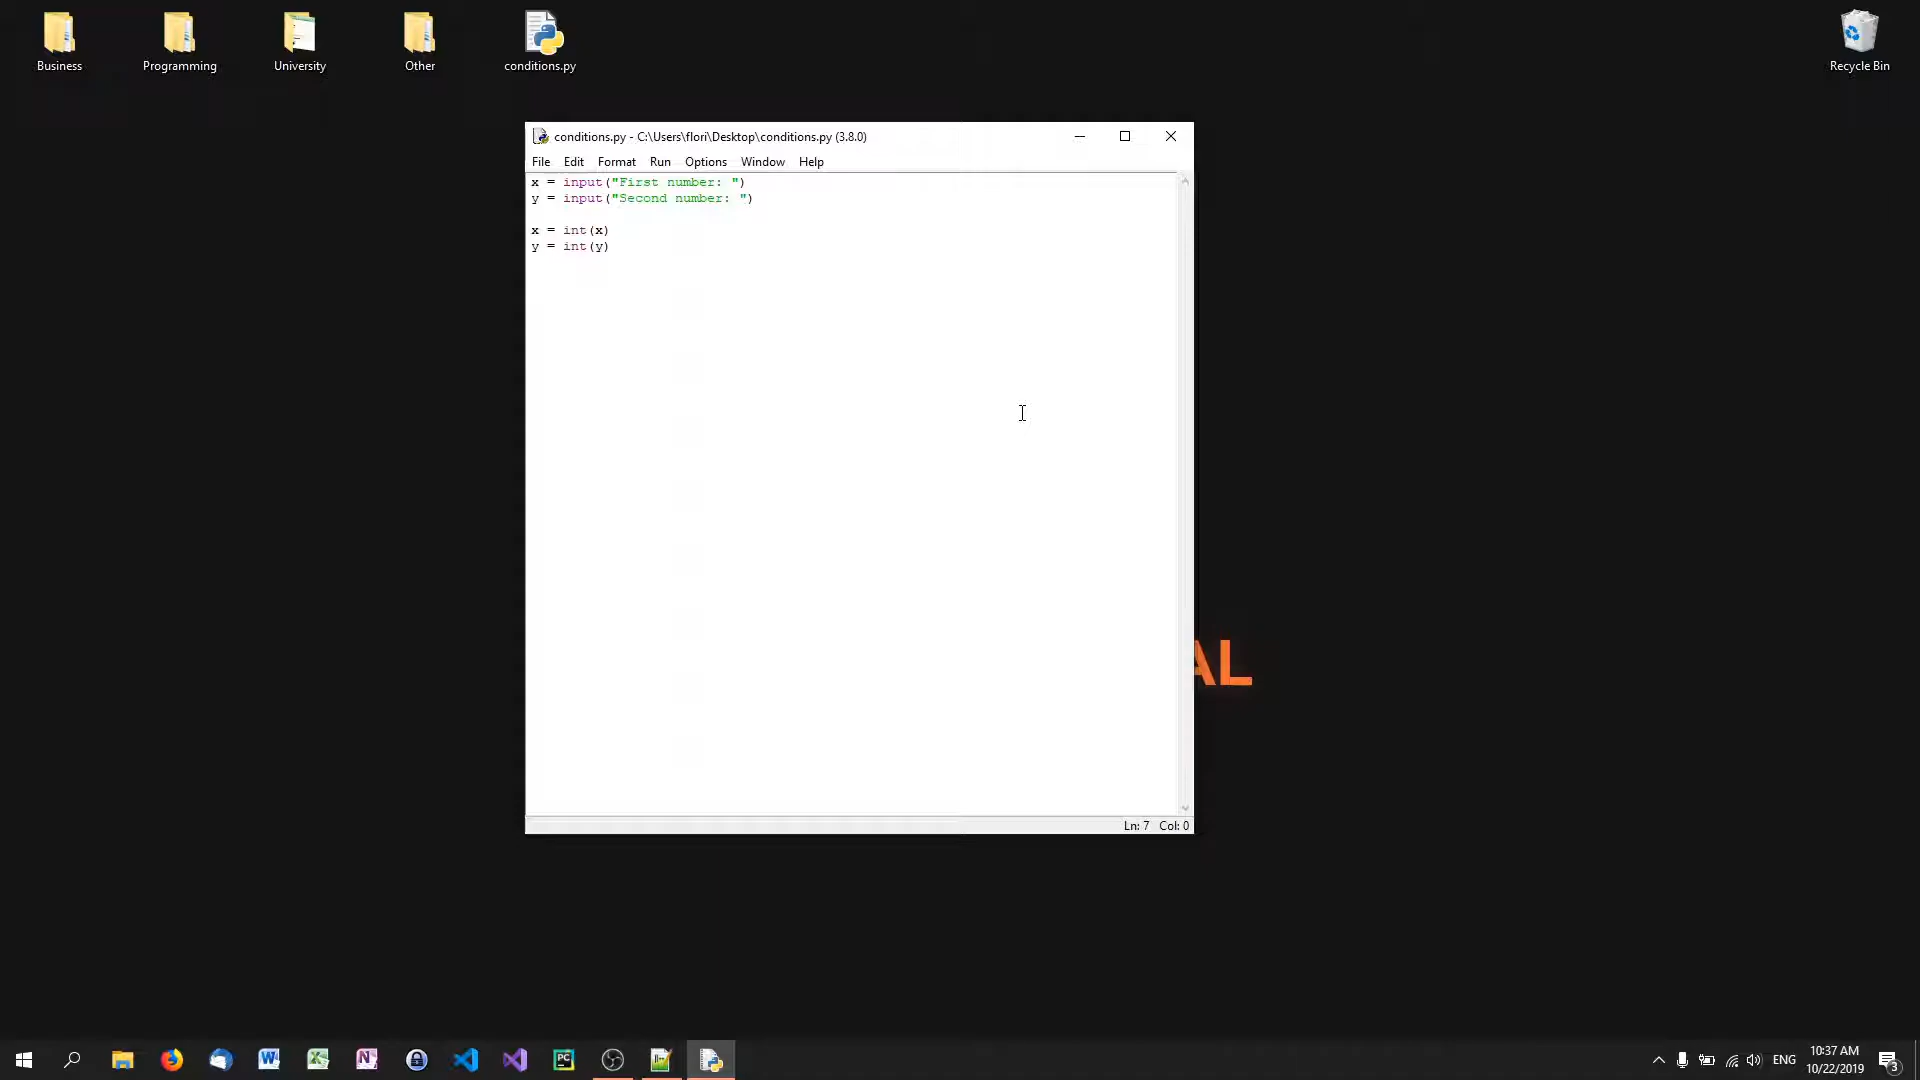 Business
Programming
University
Other
conditions.py
Recycle Bin
conditions.py - C:\Users\flori\Desktop\conditions.py (3.8.0)
File Edit Format Run Options Window Help
x = input("First number: ")
y = input("Second number: ")
x = int(x)
y = int(y)
AL
Ln: 7 Col: 0
ENG
10:37 AM
10/22/2019
3